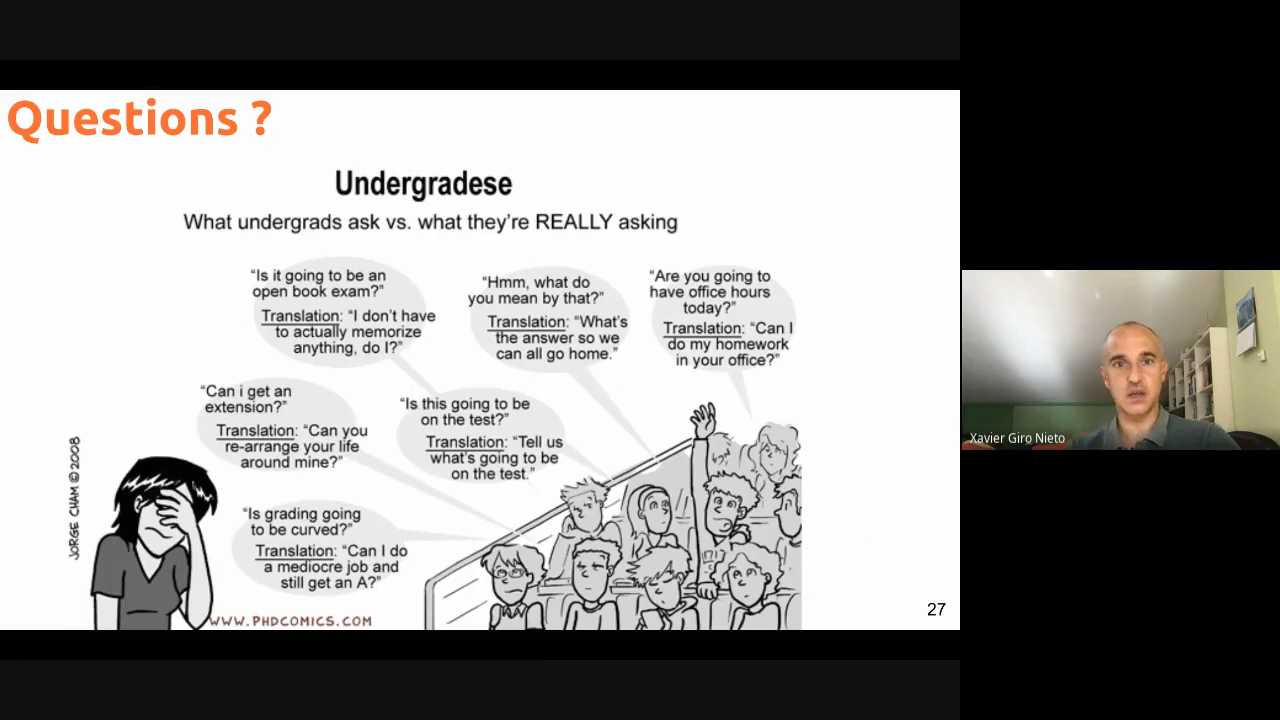 Questions ?
Undergradese
What undergrads ask vs. what they're REALLY asking
“Is it going to be an
open book exam?”
Translation: “I don't have
to actually memorize
anything, do I?”
“Hmm, what do
you mean by that?”
Translation: “What's
the answer so we
can all go home.”
“Are you going to
have office hours
today?”
Translation: “Can I
do my homework
in your office?”
“Can i get an
extension?”
Translation: “Can you
re-arrange your life
around mine?”
“Is this going to be
on the test?”
Translation: “Tell us
what's going to be
on the test.”
“Is grading going
to be curved?”
Translation: “Can I do
a mediocre job and
still get an A?”
JORGE CHAM ©2008
WWW.PHDCOMICS.COM
27
Xavier Giro Nieto